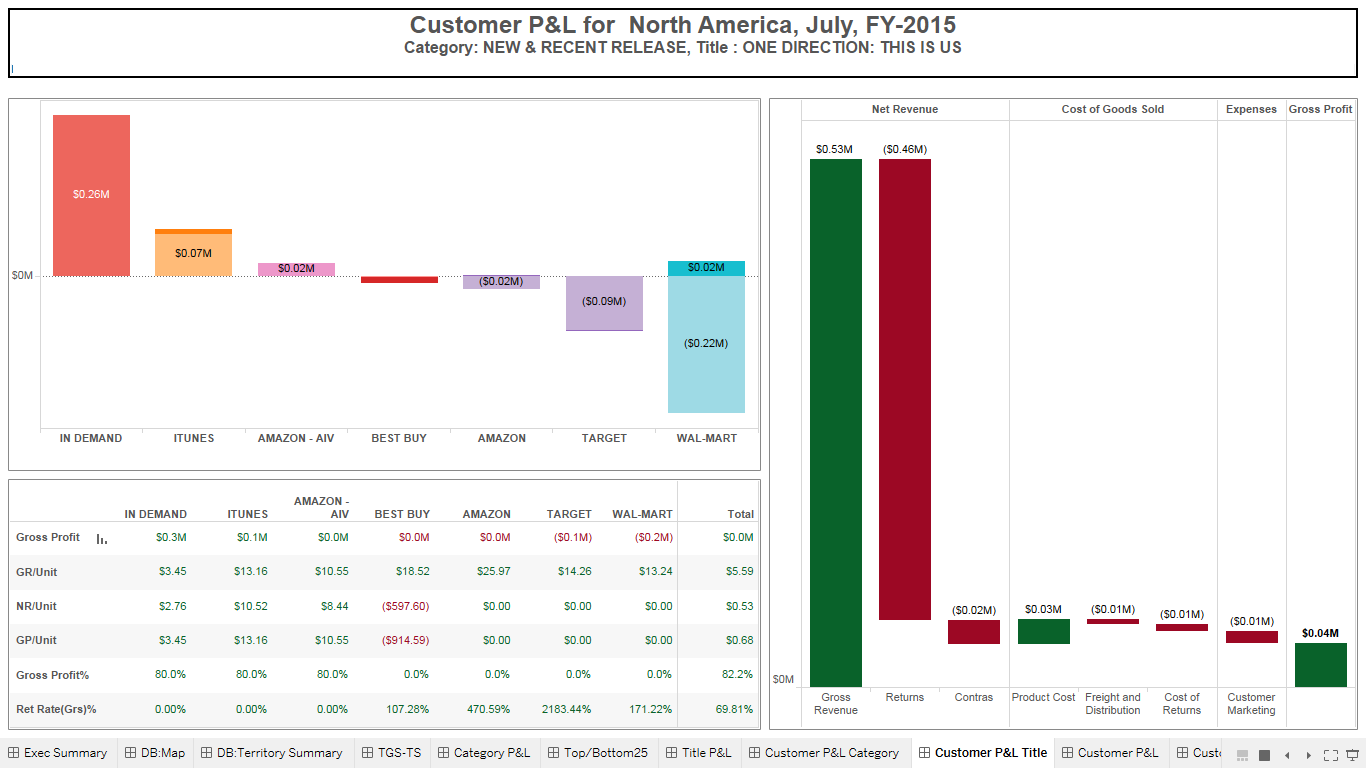 Customer P&L for  North America, July, FY-2015
Category: NEW & RECENT RELEASE, Title : ONE DIRECTION: THIS IS US
$0.26M
$0.07M
$0.02M
$0.02M
$0M
($0.02M)
($0.09M)
($0.22M)
IN DEMAND ITUNES AMAZON - AIV BEST BUY AMAZON TARGET WAL-MART
Net Revenue Cost of Goods Sold Expenses Gross Profit
$0.53M ($0.46M)
($0.02M) $0.03M ($0.01M) ($0.01M) ($0.01M) $0.04M
$0M
Gross Returns Contras Product Cost Freight and Cost of Customer
Revenue Distribution Returns Marketing
AMAZON -
IN DEMAND ITUNES AIV BEST BUY AMAZON TARGET WAL-MART Total
Gross Profit $0.3M $0.1M $0.0M $0.0M $0.0M ($0.1M) ($0.2M) $0.0M
GR/Unit $3.45 $13.16 $10.55 $18.52 $25.97 $14.26 $13.24 $5.59
NR/Unit $2.76 $10.52 $8.44 ($597.60) $0.00 $0.00 $0.00 $0.53
GP/Unit $3.45 $13.16 $10.55 ($914.59) $0.00 $0.00 $0.00 $0.68
Gross Profit% 80.0% 80.0% 80.0% 0.0% 0.0% 0.0% 0.0% 82.2%
Ret Rate(Grs)% 0.00% 0.00% 0.00% 107.28% 470.59% 2183.44% 171.22% 69.81%
Exec Summary DB:Map DB:Territory Summary TGS-TS Category P&L Top/Bottom25 Title P&L Customer P&L Category Customer P&L Title Customer P&L